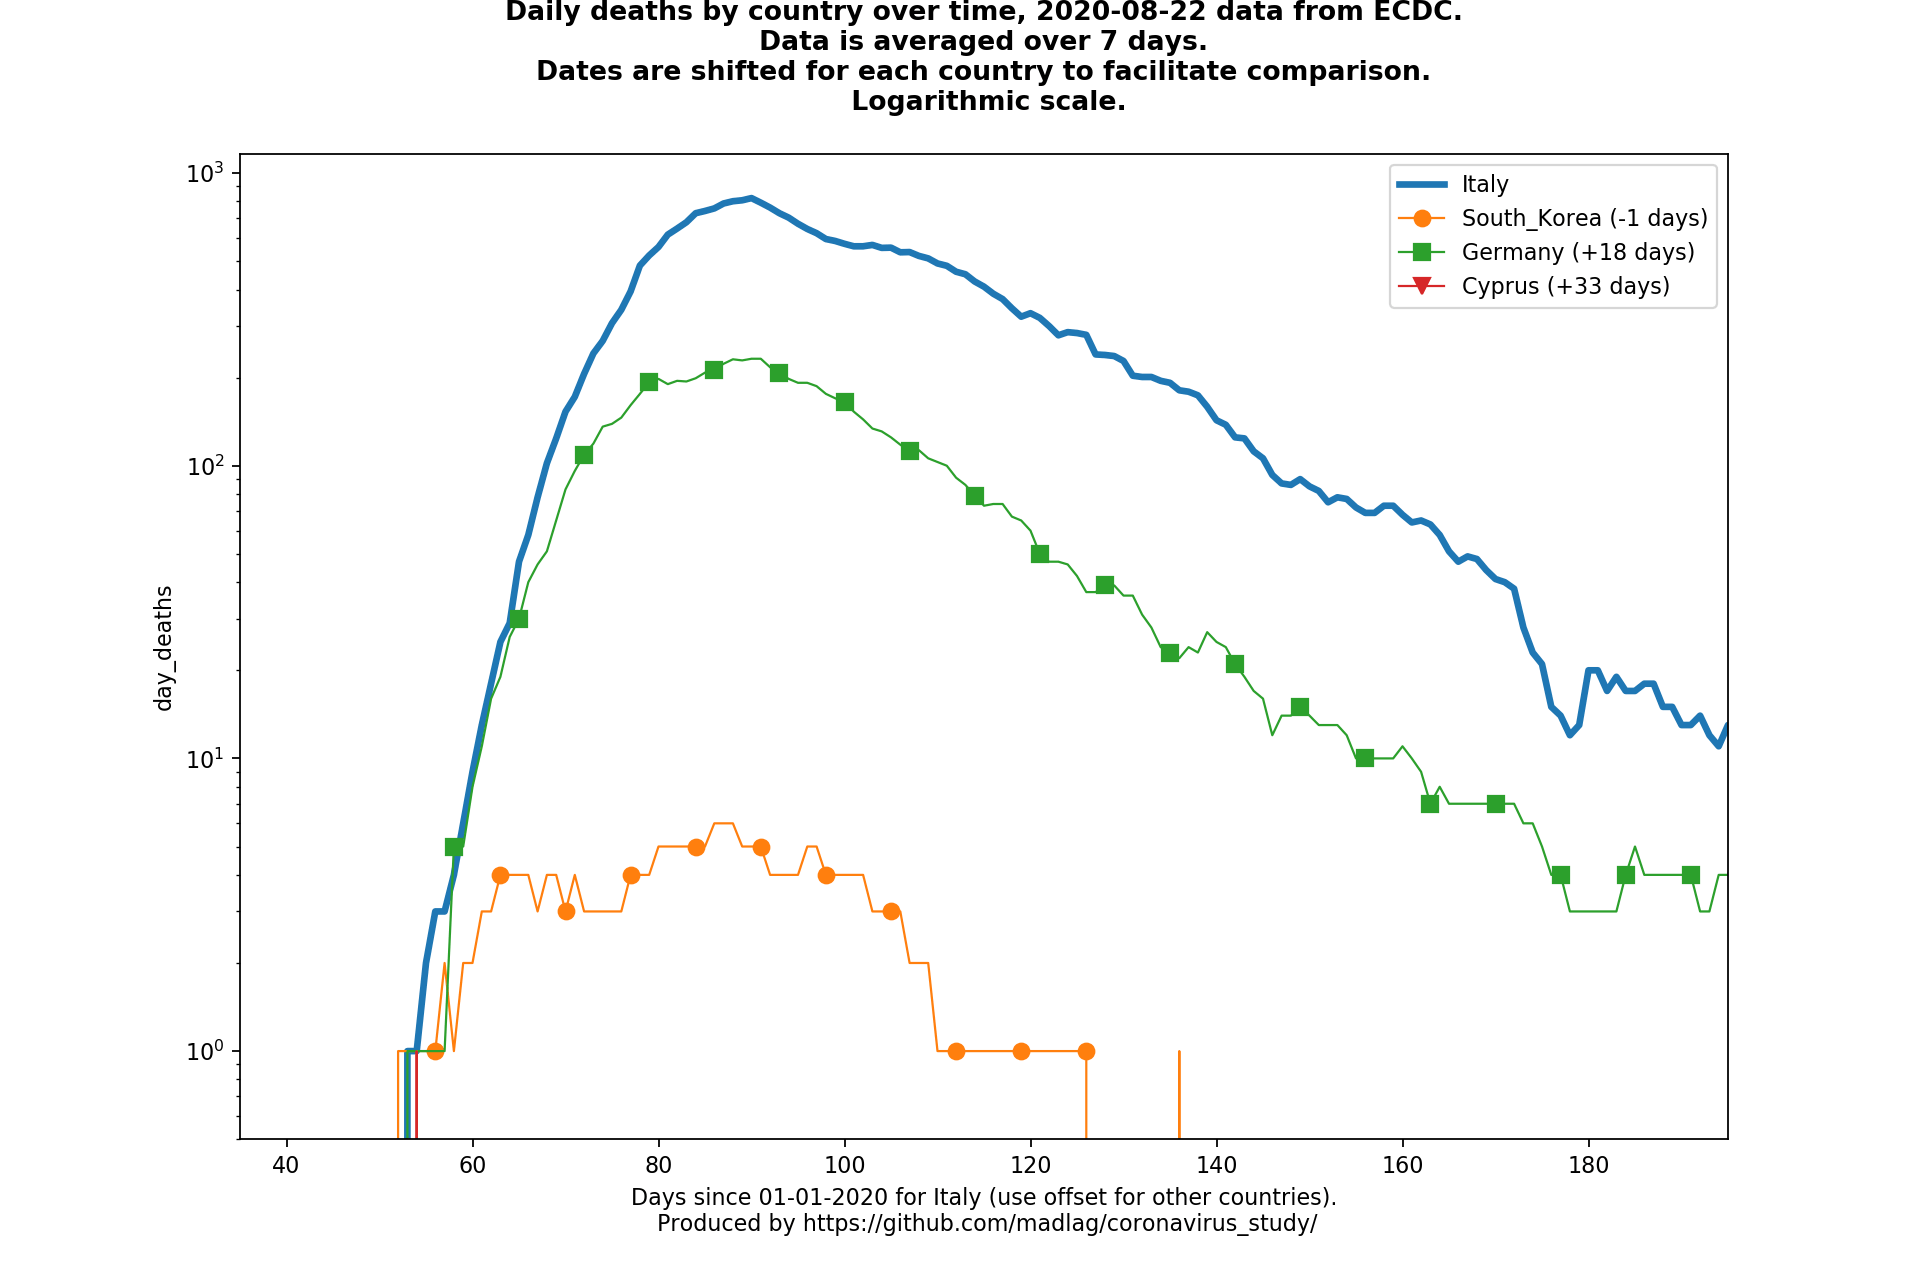 Daily deaths by country over time, 2020-08-22 data from ECDC.
Data is averaged over 7 days.
Dates are shifted for each country to facilitate comparison.
Logarithmic scale.
10³
10²
10¹
10⁰
day_deaths
Italy
South_Korea (-1 days)
Germany (+18 days)
Cyprus (+33 days)
40 60 80 100 120 140 160 180
Days since 01-01-2020 for Italy (use offset for other countries).
Produced by https://github.com/madlag/coronavirus_study/